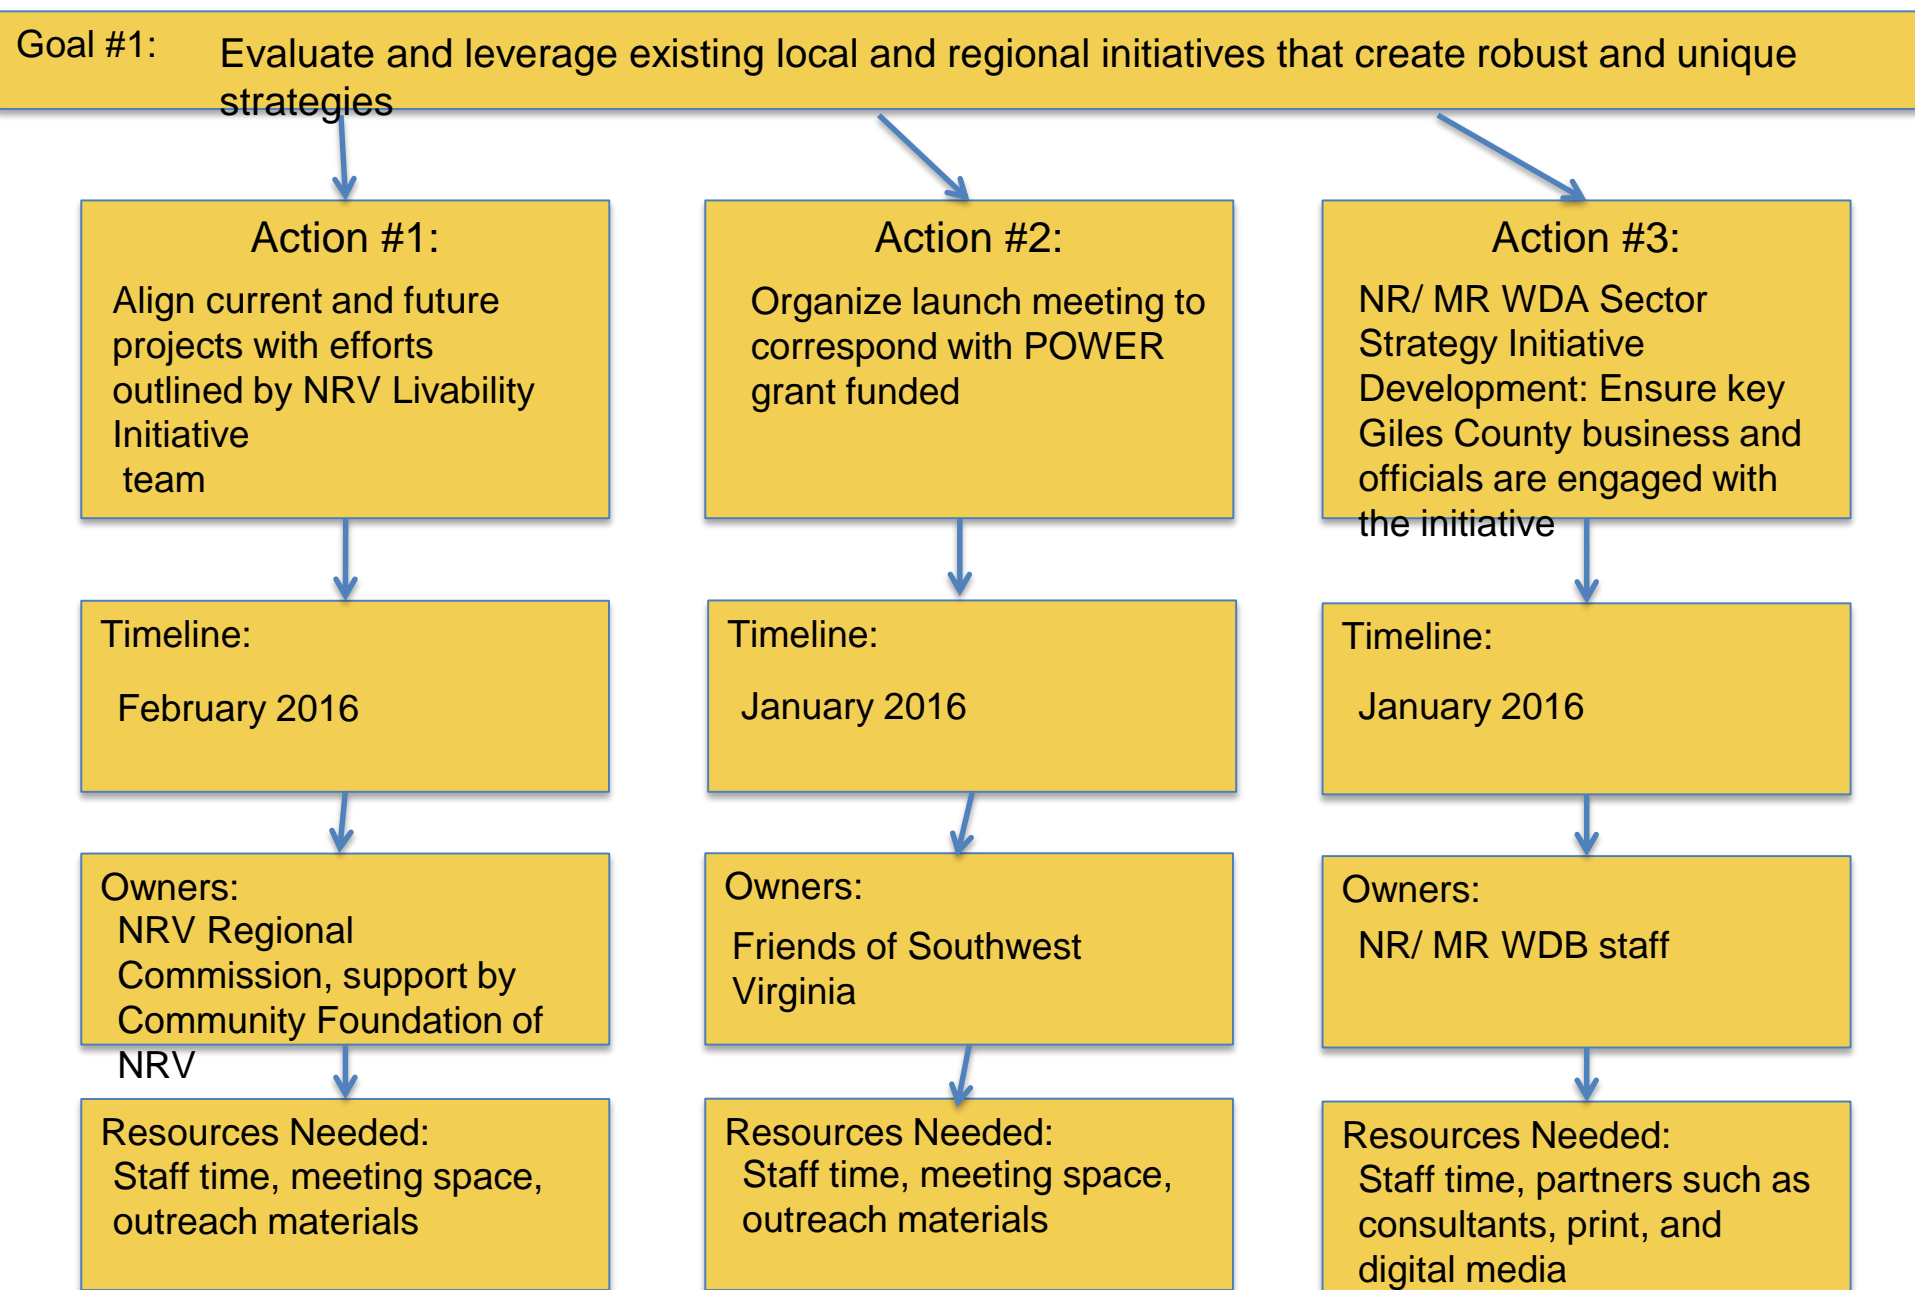 Goal #1:
Evaluate and leverage existing local and regional initiatives that create robust and unique
strategies
Action #1:
Align current and future
projects with efforts
outlined by NRV Livability
Initiative
team
Timeline:
February 2016
Owners:
NRV Regional
Commission, support by
Community Foundation of
NRV
Resources Needed:
Staff time, meeting space,
outreach materials
Action #2:
Organize launch meeting to
correspond with POWER
grant funded
Timeline:
January 2016
Owners:
Friends of Southwest
Virginia
Resources Needed:
Staff time, meeting space,
outreach materials
Action #3:
NR/ MR WDA Sector
Strategy Initiative
Development: Ensure key
Giles County business and
officials are engaged with
the initiative
Timeline:
January 2016
Owners:
NR/ MR WDB staff
Resources Needed:
Staff time, partners such as
consultants, print, and
digital media